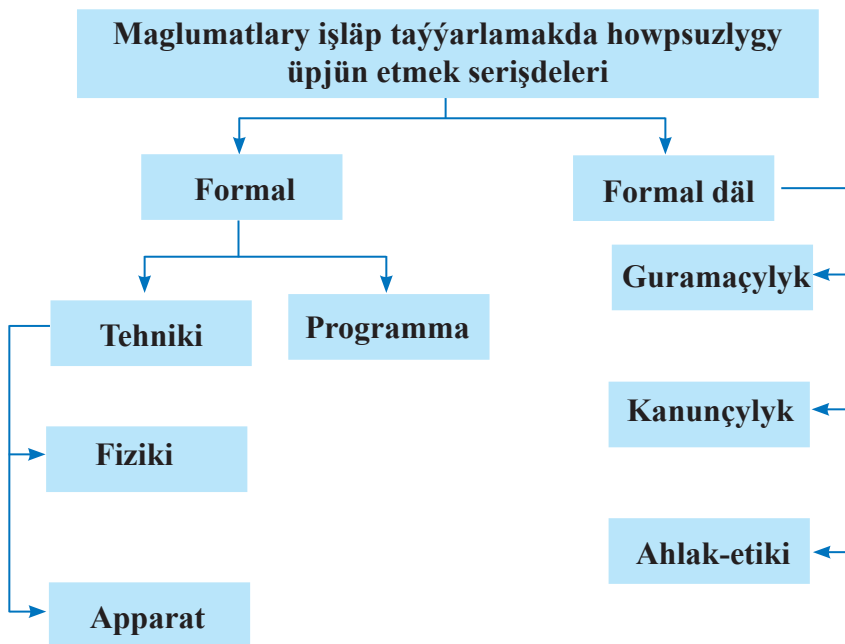 Maglumatlary işläp taýýarlamakda howpsuzlygy
üpjün etmek serişdeleri
Formal
Formal däl
Guramaçylyk
Tehniki
Programma
Kanunçylyk
Fiziki
Ahlak-etiki
Apparat